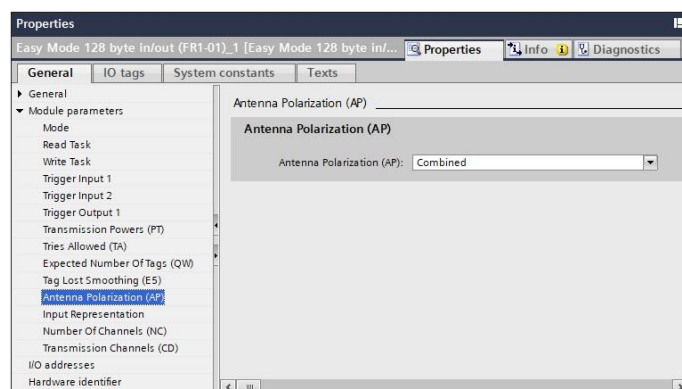 Properties
Easy Mode 128 byte in/out (FR1-01)_1 [Easy Mode 128 byte in/...
Properties
Info
Diagnostics
General
IO tags
System constants
Texts
General
Module parameters
Mode
Read Task
Write Task
Trigger Input 1
Trigger Input 2
Trigger Output 1
Transmission Powers (PT)
Tries Allowed (TA)
Expected Number Of Tags (QW)
Tag Lost Smoothing (E5)
Antenna Polarization (AP)
Input Representation
Number Of Channels (NC)
Transmission Channels (CD)
I/O addresses
Hardware identifier
Antenna Polarization (AP)
Antenna Polarization (AP)
Antenna Polarization (AP): Combined